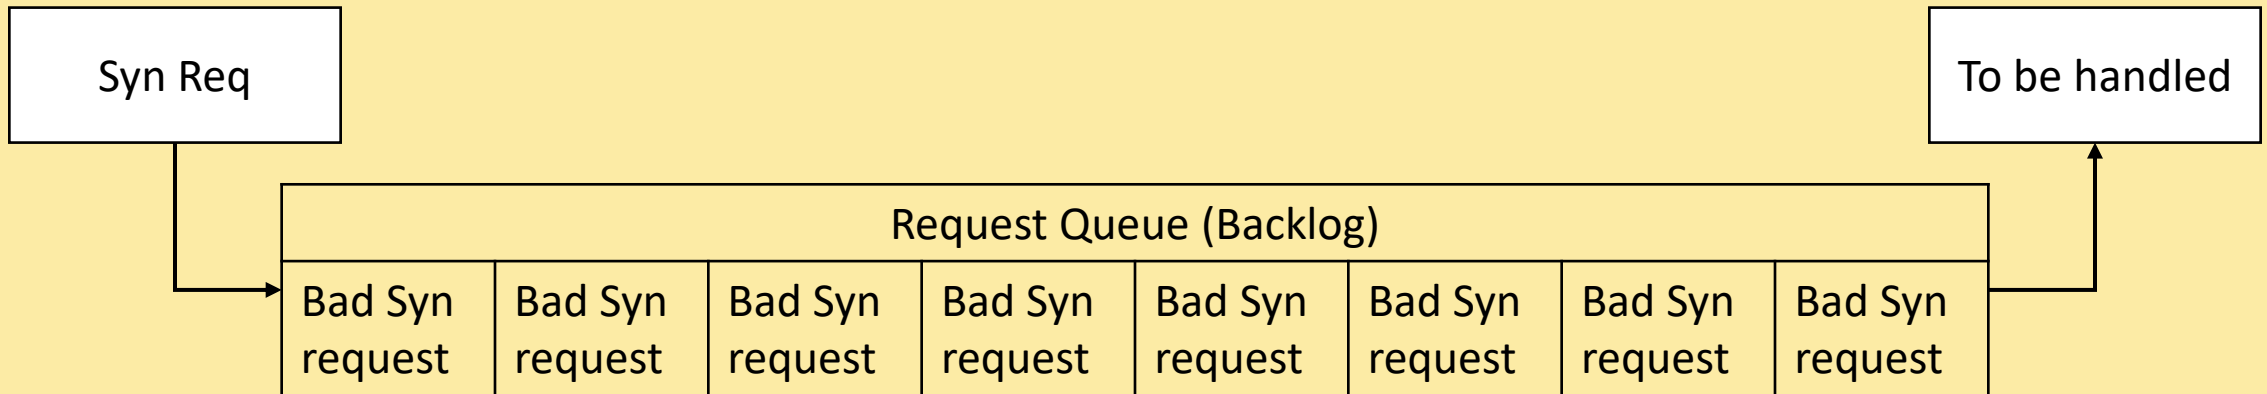 Syn Req
To be handled
Request Queue (Backlog)
Bad Syn
request
Bad Syn
request
Bad Syn
request
Bad Syn
request
Bad Syn
request
Bad Syn
request
Bad Syn
request
Bad Syn
request